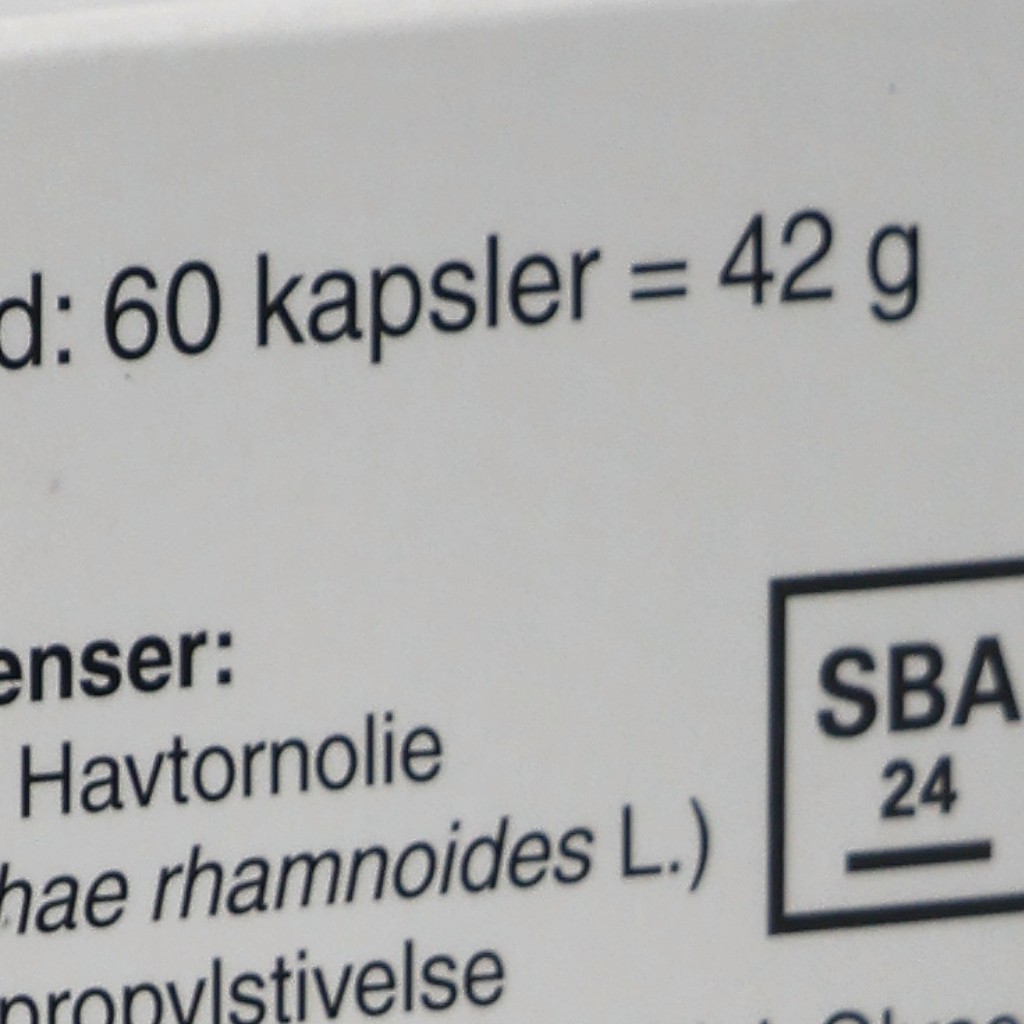 d: 60 kapsler = 42 g
enser:
Havtornolie
hae rhamnoides L.)
propylstivelse
SBA
24